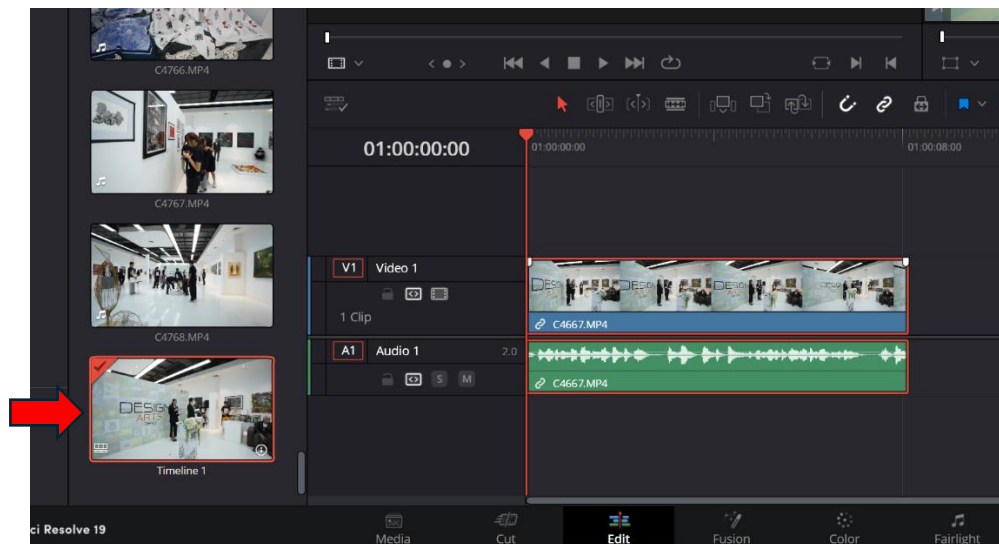 C4766.MP4
C4767.MP4
C4768.MP4
DESIGN
ARTS
Timeline 1
01:00:00:00
01:00:00:00
01:00:08:00
V1 Video 1
1 Clip
C4667.MP4
A1 Audio 1 2.0
S M
C4667.MP4
ci Resolve 19
Media
Cut
Edit
Fusion
Color
Fairlight